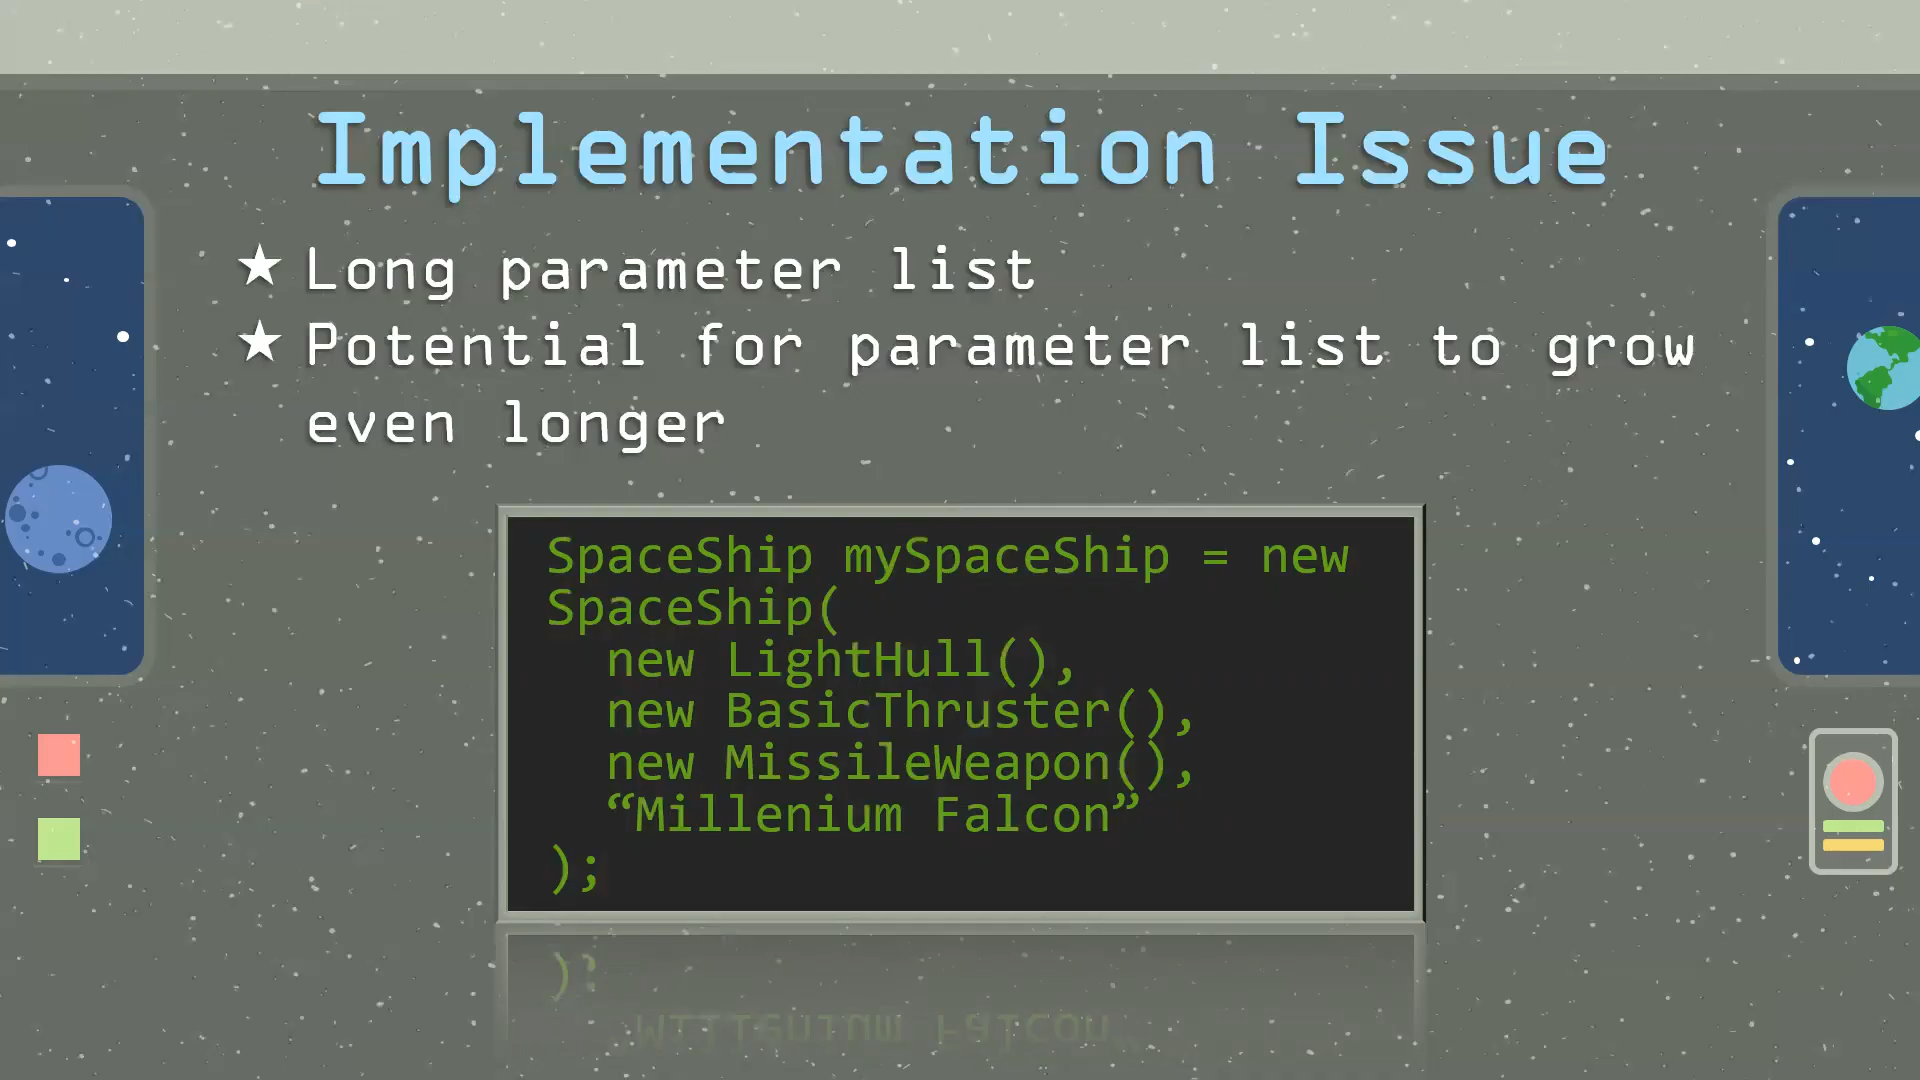 Implementation Issue
★ Long parameter list
★ Potential for parameter list to grow
even longer
SpaceShip mySpaceShip = new
SpaceShip(
new LightHull(),
new BasicThruster(),
new MissileWeapon(),
“Millenium Falcon”
);